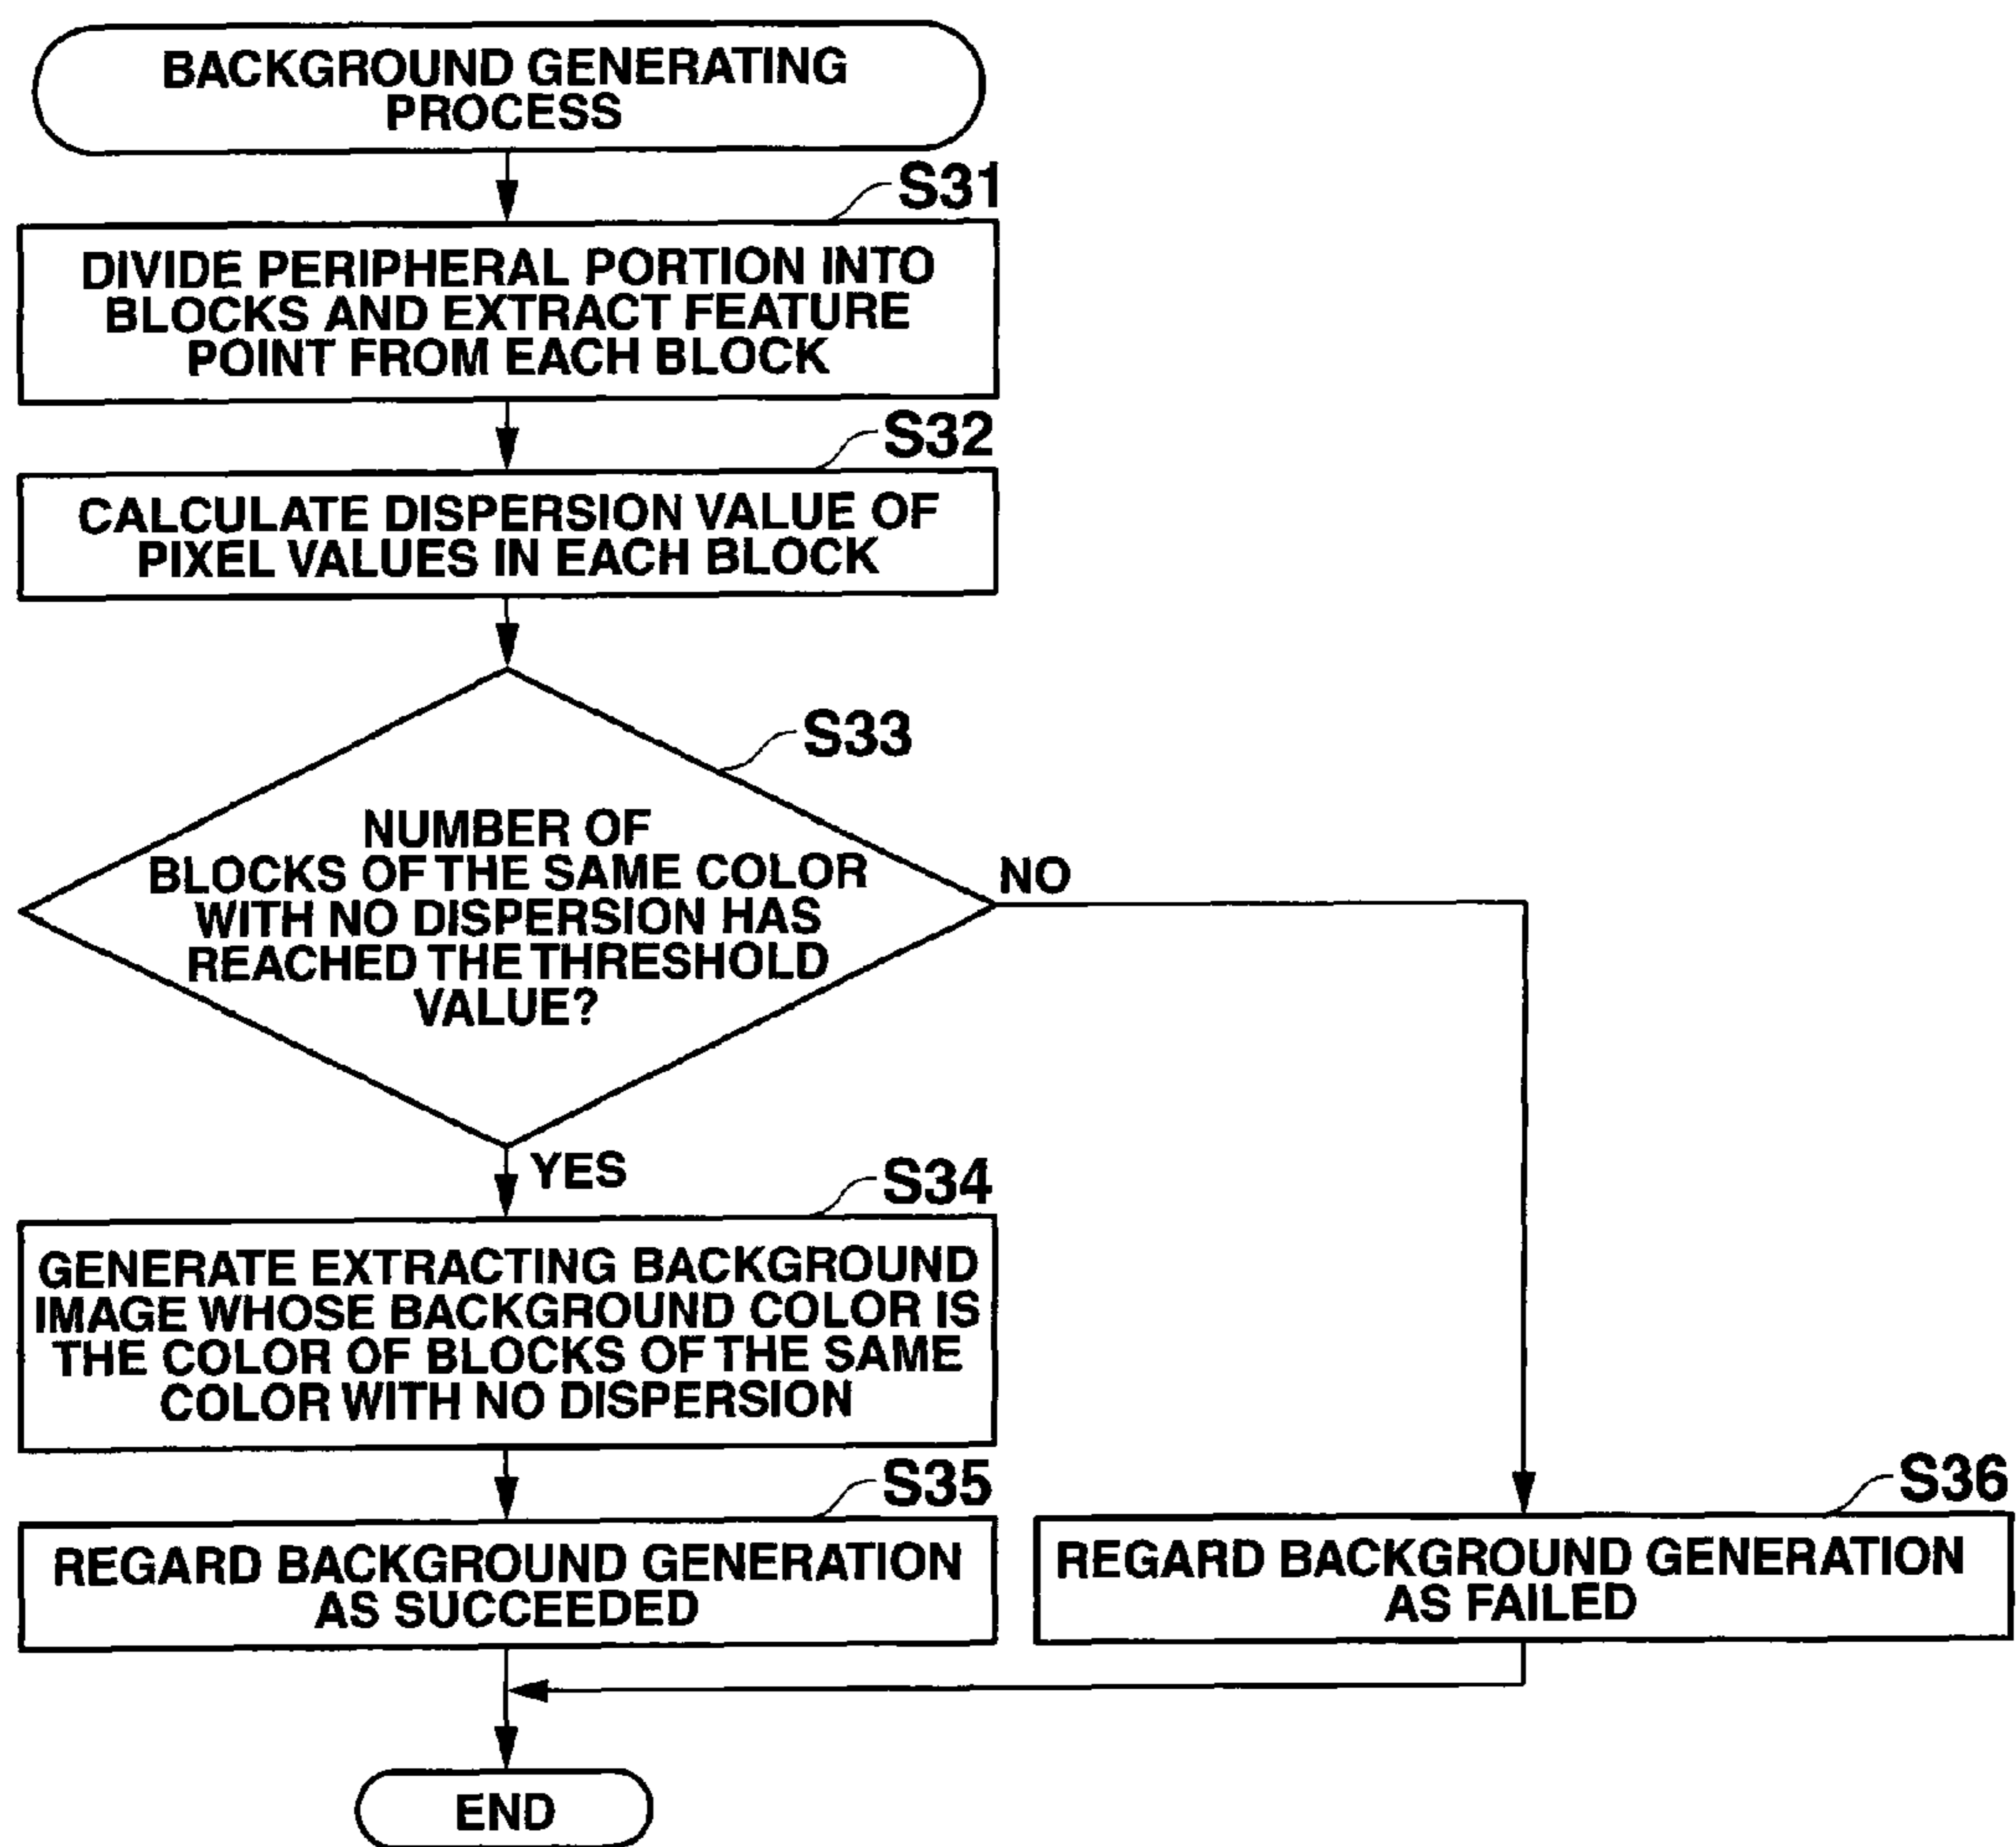 BACKGROUND GENERATING
PROCESS
S31
DIVIDE PERIPHERAL PORTION INTO
BLOCKS AND EXTRACT FEATURE
POINT FROM EACH BLOCK
S32
CALCULATE DISPERSION VALUE OF
PIXEL VALUES IN EACH BLOCK
S33
NUMBER OF
BLOCKS OF THE SAME COLOR
WITH NO DISPERSION HAS
REACHED THE THRESHOLD
VALUE?
NO
YES
S34
GENERATE EXTRACTING BACKGROUND
IMAGE WHOSE BACKGROUND COLOR IS
THE COLOR OF BLOCKS OF THE SAME
COLOR WITH NO DISPERSION
S35
REGARD BACKGROUND GENERATION
AS SUCCEEDED
S36
REGARD BACKGROUND GENERATION
AS FAILED
END